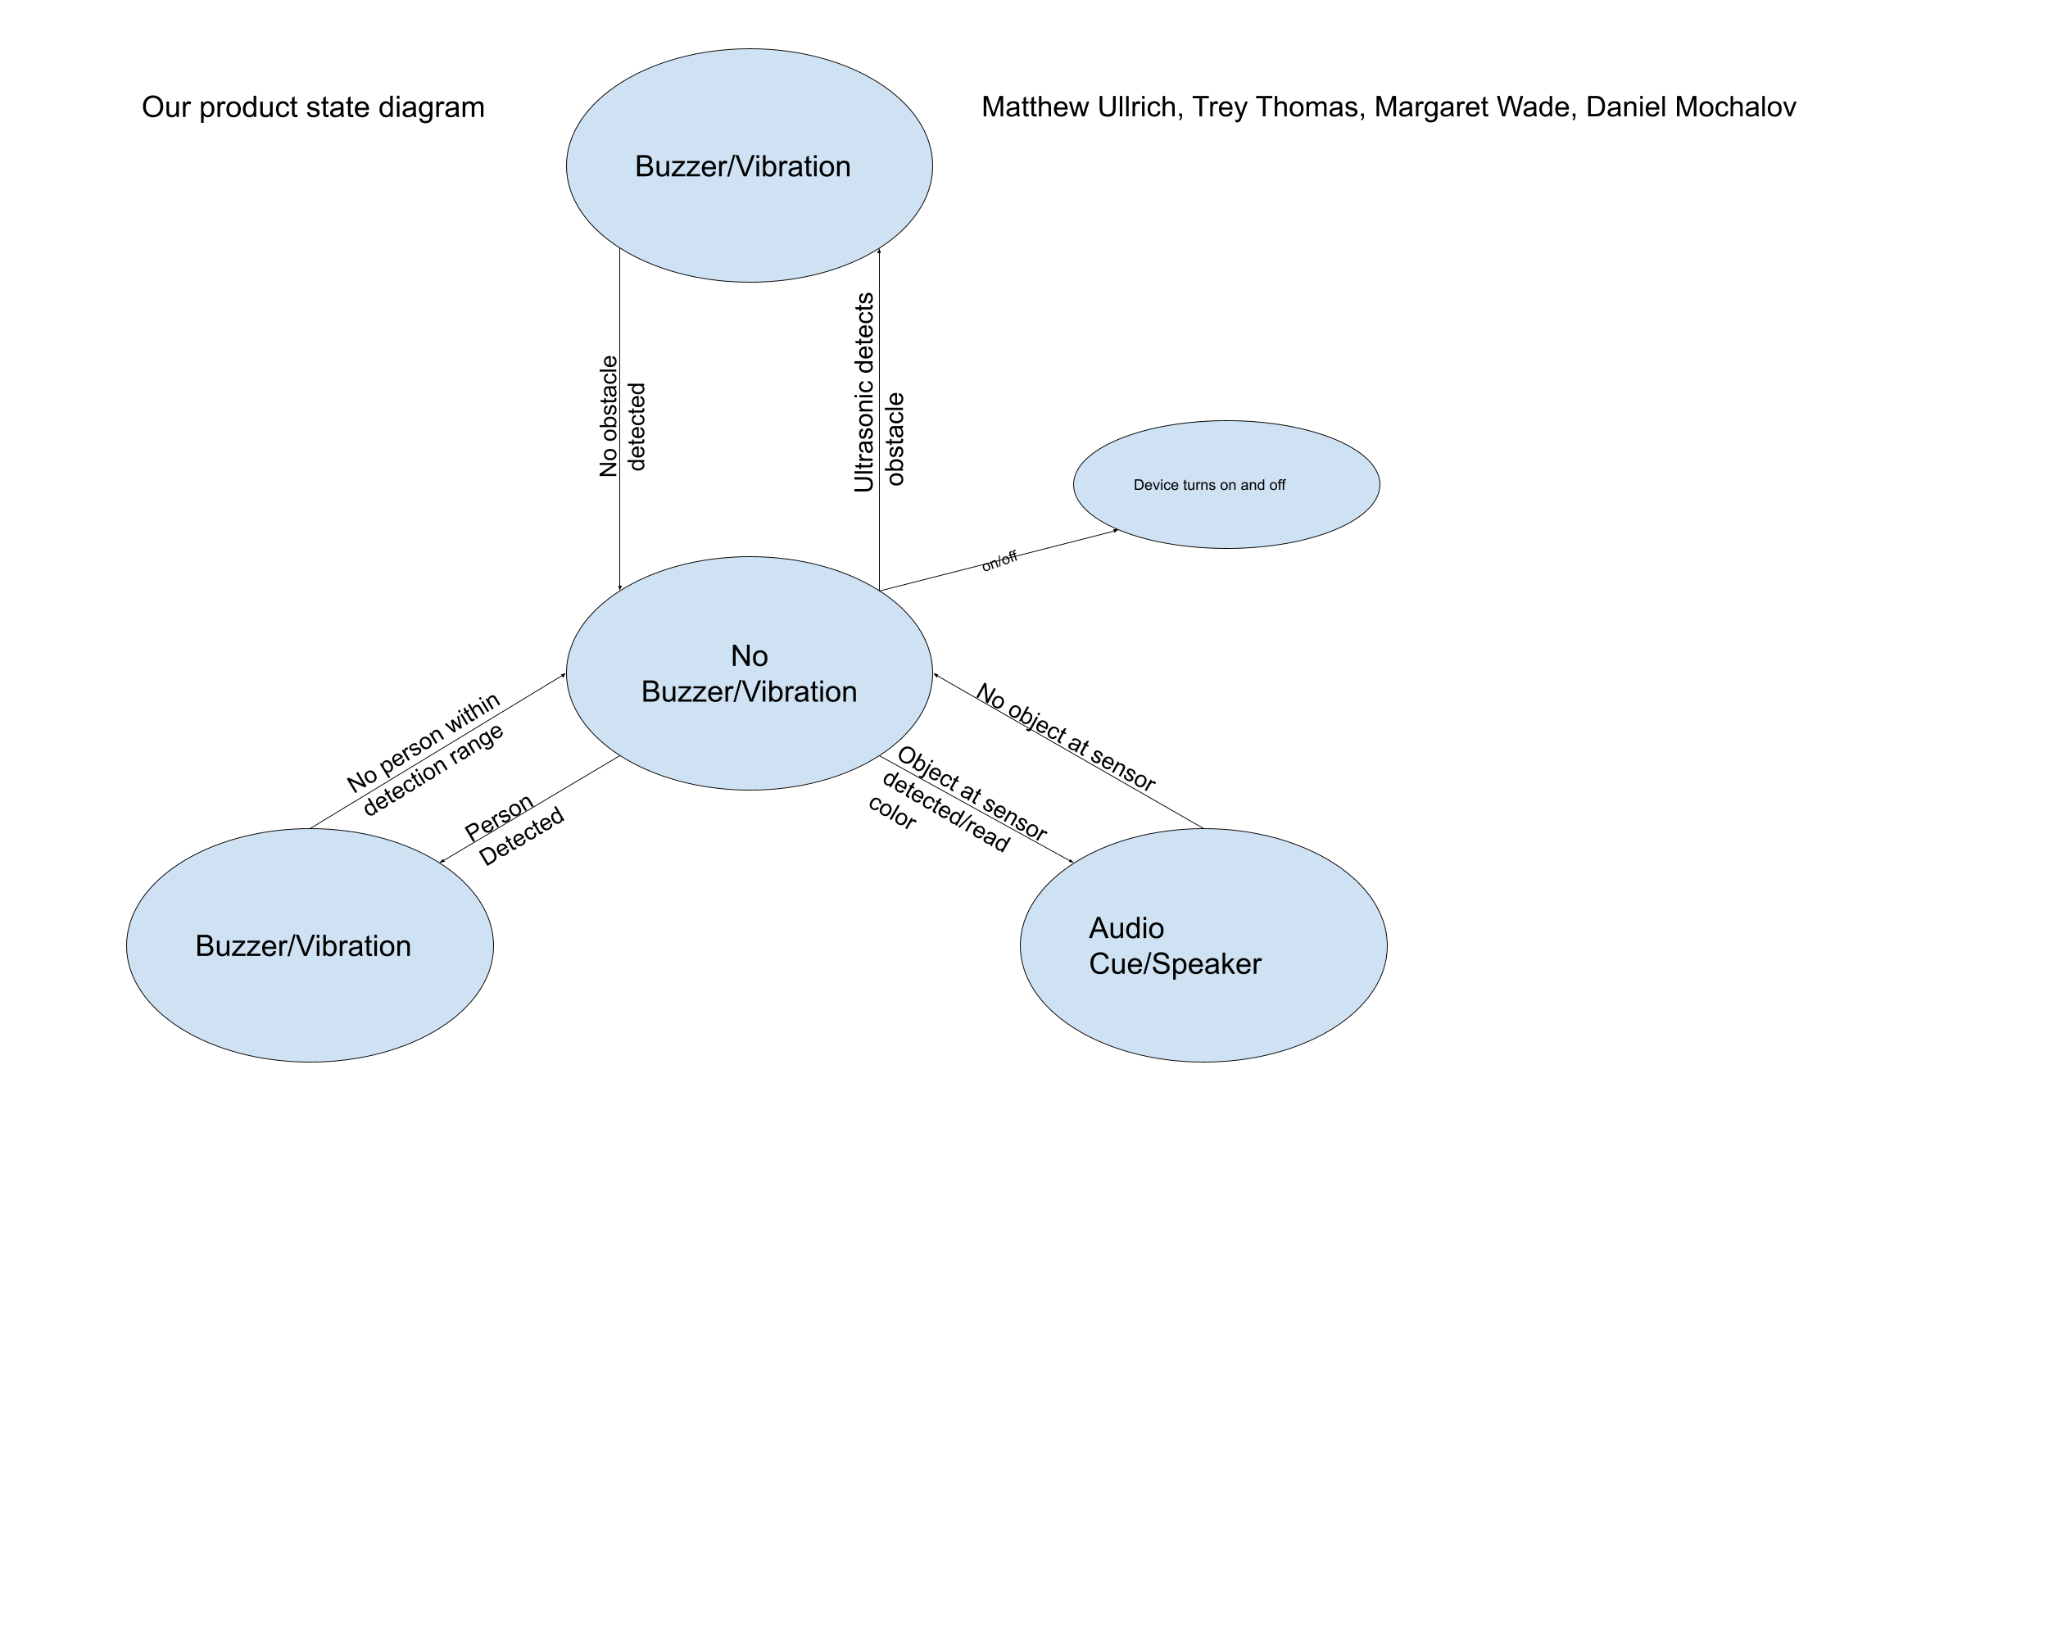 Our product state diagram
Matthew Ullrich, Trey Thomas, Margaret Wade, Daniel Mochalov
Buzzer/Vibration
No obstacle
detected
Ultrasonic detects
obstacle
Device turns on and off
on/off
No
Buzzer/Vibration
No person within
detection range
Person
Detected
No object at sensor
Object at sensor
detected/read
color
Buzzer/Vibration
Audio
Cue/Speaker